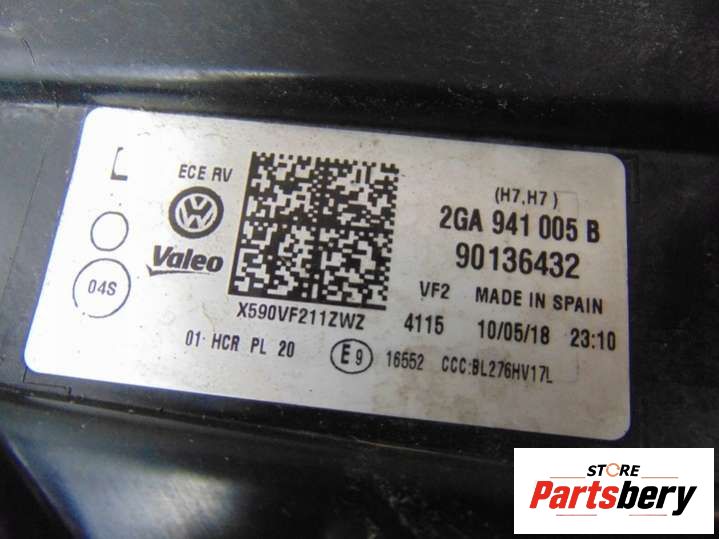 ECE RV
(H7,H7)
2GA 941 005 B
90136432
Valeo
04S
X590VF211ZWZ
VF2 MADE IN SPAIN
4115 10/05/18 23:10
01· HCR PL 20
E9 16552 CCC:BL276HV17L
STORE
Partsbery